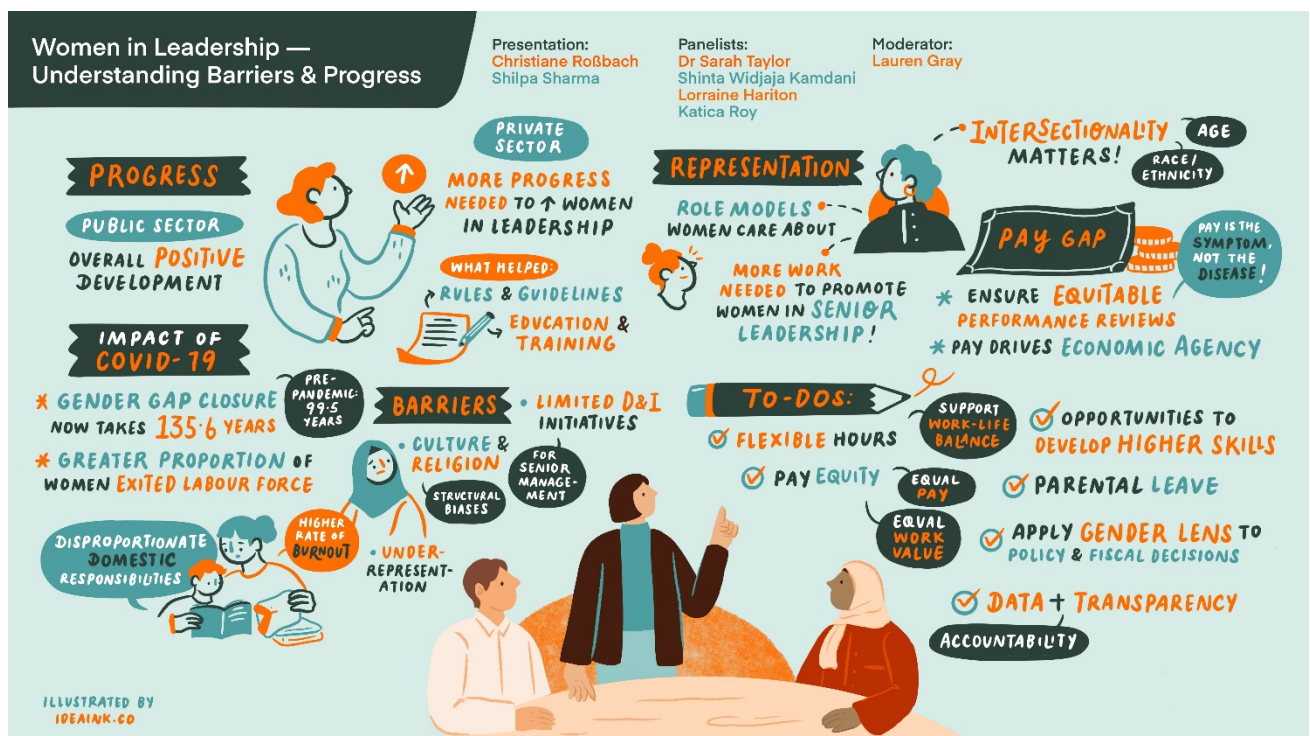 Women in Leadership —
Understanding Barriers & Progress
Presentation:
Christiane Roßbach
Shilpa Sharma
Panelists:
Dr Sarah Taylor
Shinta Widjaja Kamdani
Lorraine Hariton
Katica Roy
Moderator:
Lauren Gray
PROGRESS
PUBLIC SECTOR
OVERALL POSITIVE
DEVELOPMENT
PRIVATE
SECTOR
MORE PROGRESS
NEEDED TO ↑ WOMEN
IN LEADERSHIP
WHAT HELPED:
RULES & GUIDELINES
EDUCATION &
TRAINING
IMPACT OF
COVID-19
* GENDER GAP CLOSURE
NOW TAKES 135.6 YEARS
PRE-
PANDEMIC:
99.5
YEARS
* GREATER PROPORTION OF
WOMEN EXITED LABOUR FORCE
DISPROPORTIONATE
DOMESTIC
RESPONSIBILITIES
HIGHER
RATE OF
BURNOUT
BARRIERS
• LIMITED D&I
INITIATIVES
FOR
SENIOR
MANAGE-
MENT
• CULTURE &
RELIGION
STRUCTURAL
BIASES
• UNDER-
REPRESENT-
ATION
REPRESENTATION
ROLE MODELS
WOMEN CARE ABOUT
MORE WORK
NEEDED TO PROMOTE
WOMEN IN SENIOR
LEADERSHIP!
INTERSECTIONALITY
MATTERS!
AGE
RACE/
ETHNICITY
PAY GAP
PAY IS THE
SYMPTOM,
NOT THE
DISEASE!
* ENSURE EQUITABLE
PERFORMANCE REVIEWS
* PAY DRIVES ECONOMIC AGENCY
TO-DOS:
FLEXIBLE HOURS
SUPPORT
WORK-LIFE
BALANCE
PAY EQUITY
EQUAL
PAY
EQUAL
WORK
VALUE
OPPORTUNITIES TO
DEVELOP HIGHER SKILLS
PARENTAL LEAVE
APPLY GENDER LENS TO
POLICY & FISCAL DECISIONS
DATA + TRANSPARENCY
ACCOUNTABILITY
ILLUSTRATED BY
IDEAINK.CO